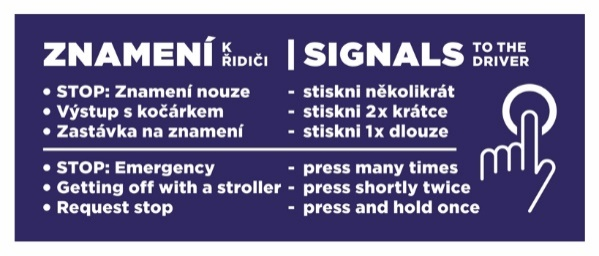 ZNAMENÍ K ŘIDIČI | SIGNALS TO THE DRIVER
• STOP: Znamení nouze - stiskni několikrát
• Výstup s kočárkem - stiskni 2x krátce
• Zastávka na znamení - stiskni 1x dlouze
• STOP: Emergency - press many times
• Getting off with a stroller - press shortly twice
• Request stop - press and hold once